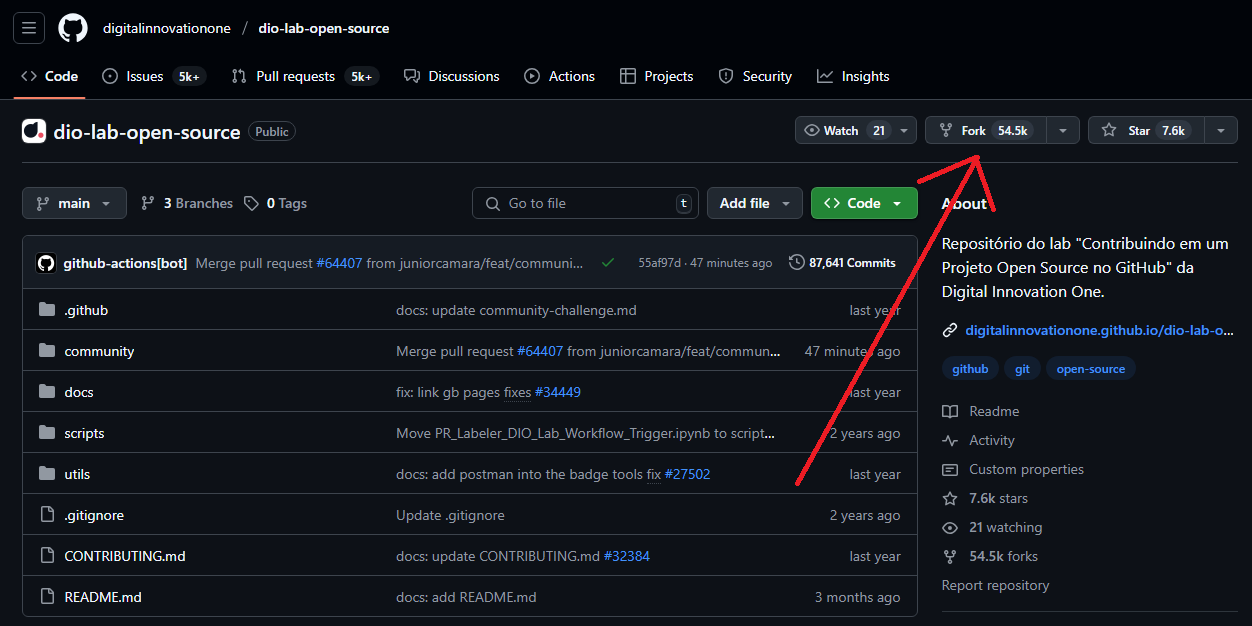 digitalinnovationone / dio-lab-open-source
Code Issues 5k+ Pull requests 5k+ Discussions Actions Projects Security Insights
dio-lab-open-source Public
Watch 21 Fork 54.5k Star 7.6k
main 3 Branches 0 Tags Go to file t Add file Code
github-actions[bot] Merge pull request #64407 from juniorcamara/feat/communi... 55af97d · 47 minutes ago 87,641 Commits
.github docs: update community-challenge.md last year
community Merge pull request #64407 from juniorcamara/feat/commun... 47 minutes ago
docs fix: link gb pages fixes #34449 last year
scripts Move PR_Labeler_DIO_Lab_Workflow_Trigger.ipynb to script... 2 years ago
utils docs: add postman into the badge tools fix #27502 last year
.gitignore Update .gitignore 2 years ago
CONTRIBUTING.md docs: update CONTRIBUTING.md #32384 last year
README.md docs: add README.md 3 months ago
About
Repositório do lab "Contribuindo em um
Projeto Open Source no GitHub" da
Digital Innovation One.
digitalinnovationone.github.io/dio-lab-o...
github git open-source
Readme
Activity
Custom properties
7.6k stars
21 watching
54.5k forks
Report repository